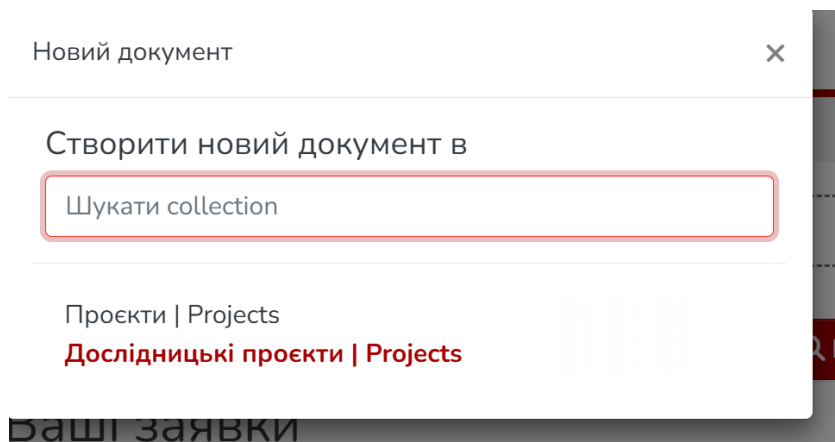 Новий документ
×
Створити новий документ в
Шукати collection
Проєкти | Projects
Дослідницькі проєкти | Projects
Ваші заявки